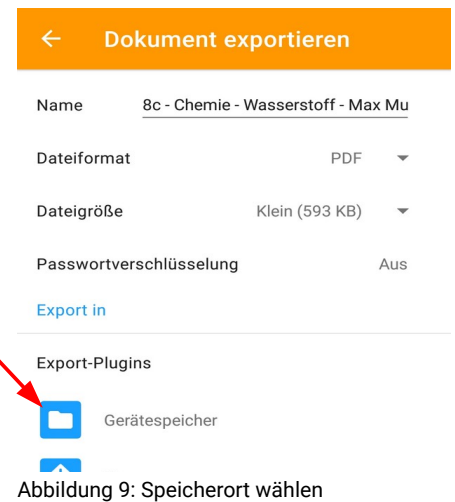 Dokument exportieren
Name 8c - Chemie - Wasserstoff - Max Mu
Dateiformat PDF
Dateigröße Klein (593 KB)
Passwortverschlüsselung Aus
Export in
Export-Plugins
Gerätespeicher
Abbildung 9: Speicherort wählen